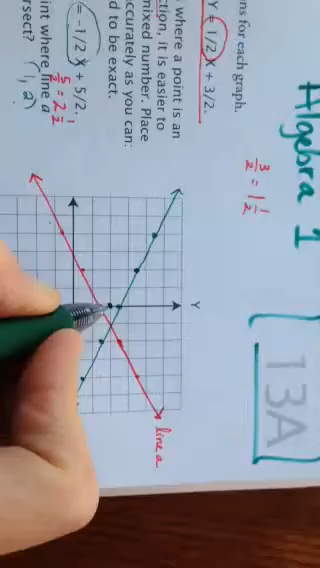 Algebra 1
13A
ns for each graph.
Y = 1/2 X + 3/2.
3/2 = 1 1/2
where a point is an
ction, it is easier to
mixed number. Place
ccurately as you can:
d to be exact.
= -1/2 X + 5/2.
5/2 = 2 1/2
int where line a
rsect?
(1, 2)
Y
line a